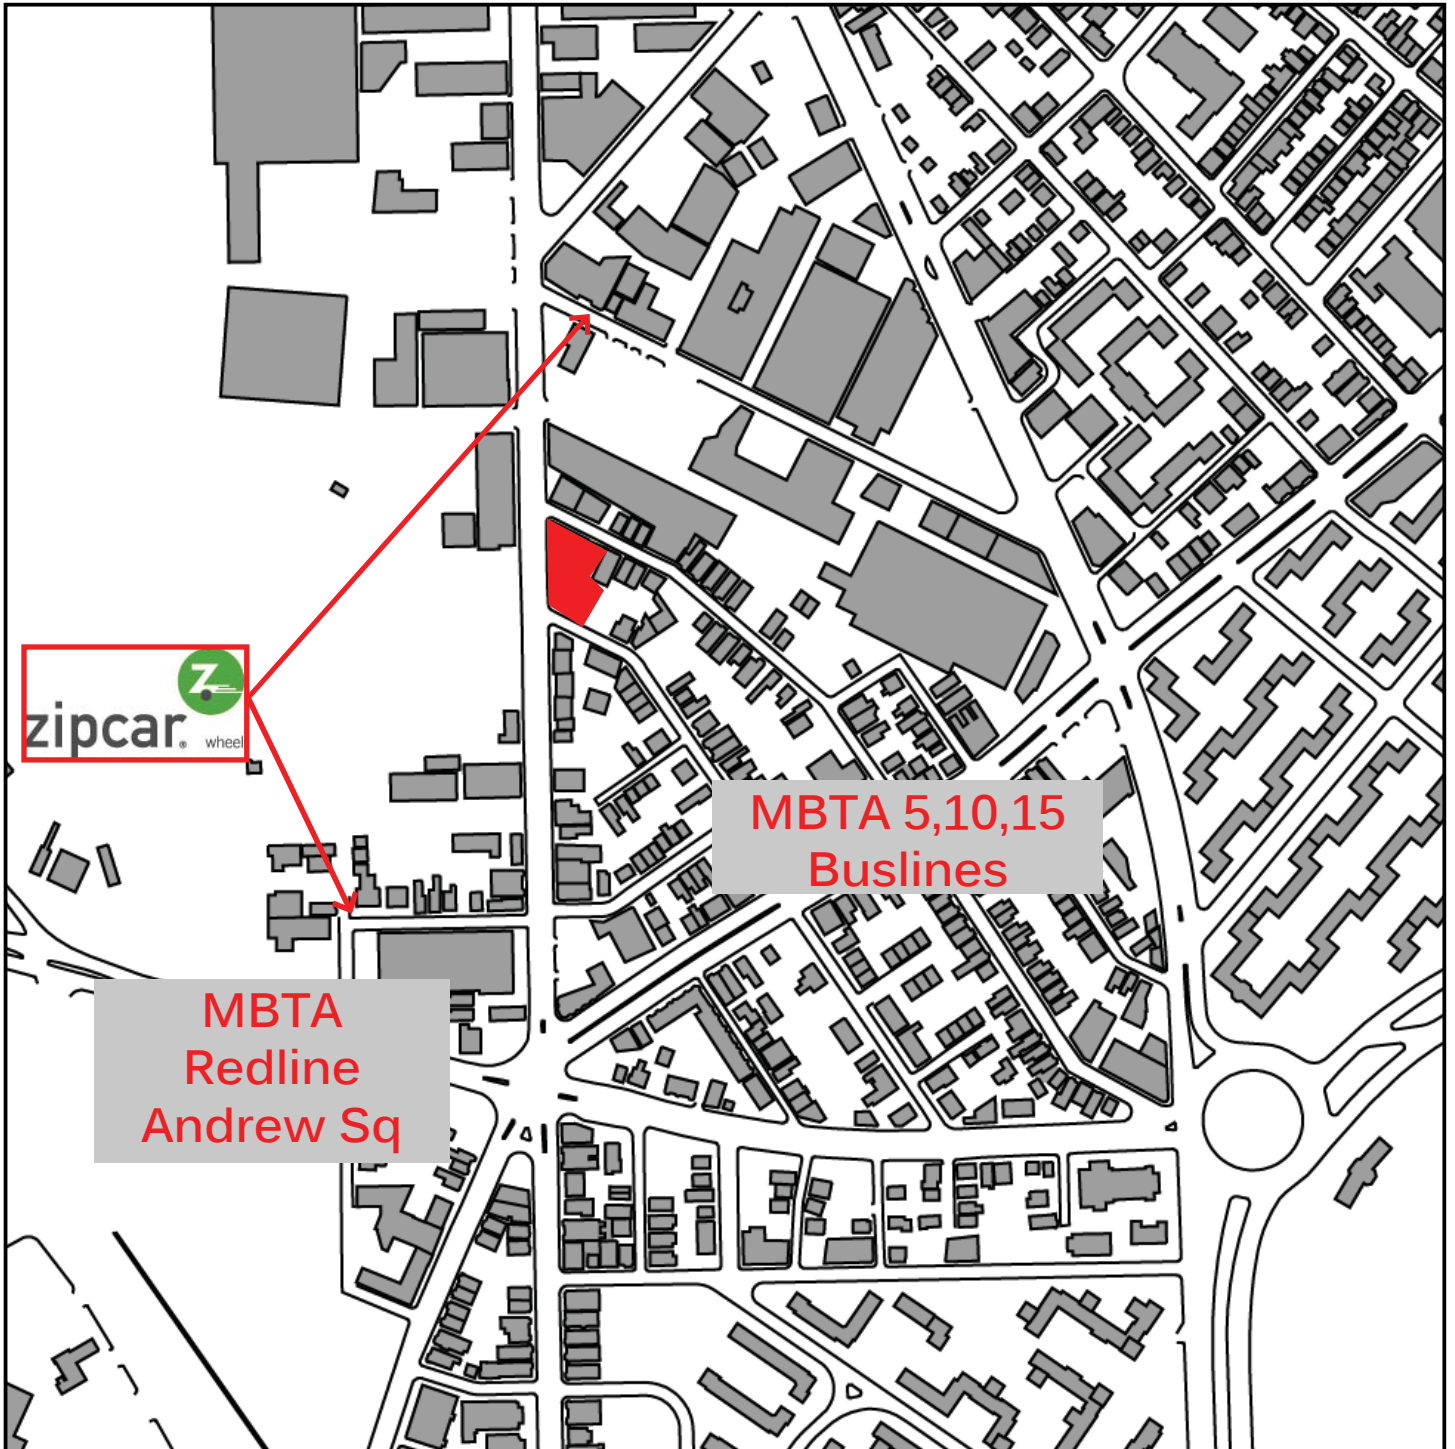 Z
zipcar®
wheel
MBTA 5,10,15
Buslines
MBTA
Redline
Andrew Sq